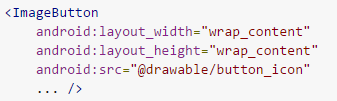 <ImageButton
android:layout_width="wrap_content"
android:layout_height="wrap_content"
android:src="@drawable/button_icon"
... />